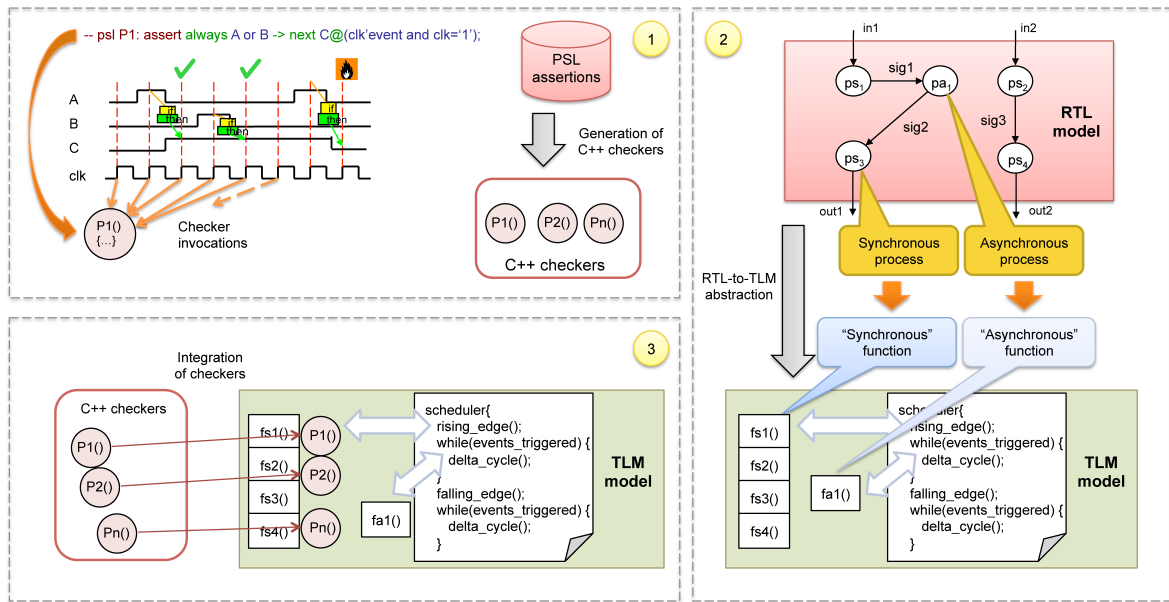 -- psl P1: assert always A or B -> next C@(clk'event and clk='1');
1
A
B
C
clk
if
then
if
then
if
then
P1()
{...}
Checker
invocations
PSL
assertions
Generation of
C++ checkers
P1()
P2()
Pn()
C++ checkers
2
in1
in2
ps1
sig1
pa1
ps2
sig2
sig3
RTL
model
ps3
ps4
out1
out2
Synchronous
process
Asynchronous
process
RTL-to-TLM
abstraction
“Synchronous”
function
“Asynchronous”
function
fs1()
fs2()
fs3()
fs4()
fa1()
scheduler{
rising_edge();
while(events_triggered) {
delta_cycle();
}
falling_edge();
while(events_triggered) {
delta_cycle();
}
TLM
model
3
Integration
of checkers
C++ checkers
P1()
P2()
Pn()
fs1()
fs2()
fs3()
fs4()
P1()
P2()
Pn()
fa1()
scheduler{
rising_edge();
while(events_triggered) {
delta_cycle();
}
falling_edge();
while(events_triggered) {
delta_cycle();
}
TLM
model